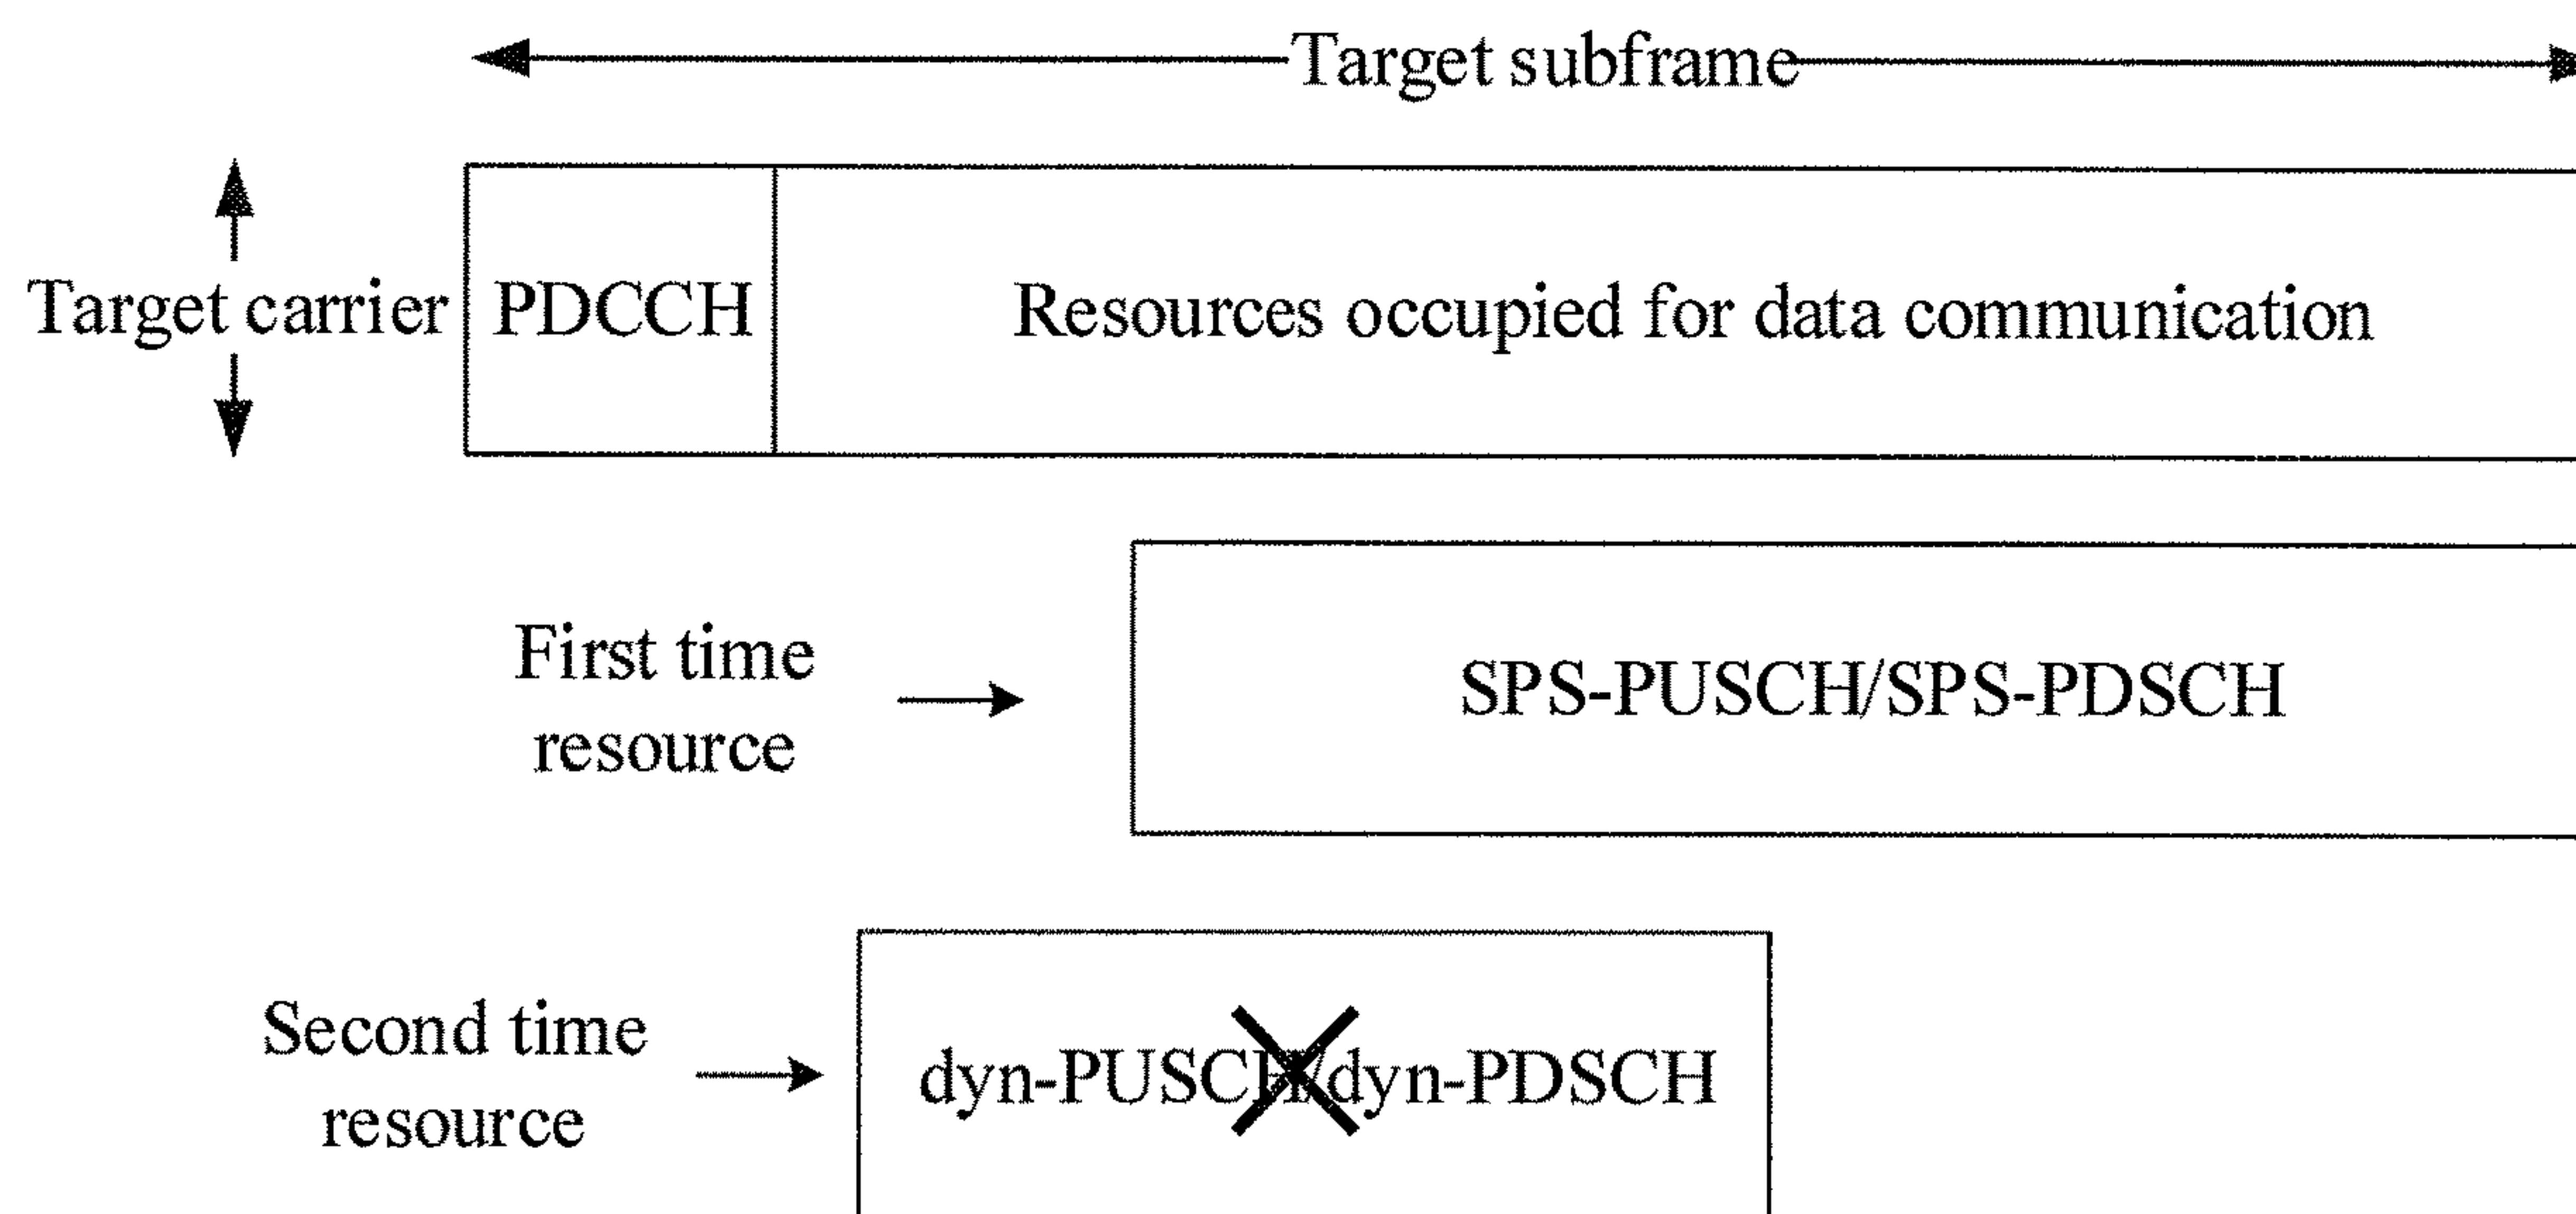 Target subframe
Target carrier
PDCCH
Resources occupied for data communication
First time
resource
SPS-PUSCH/SPS-PDSCH
Second time
resource
dyn-PUSCH/dyn-PDSCH